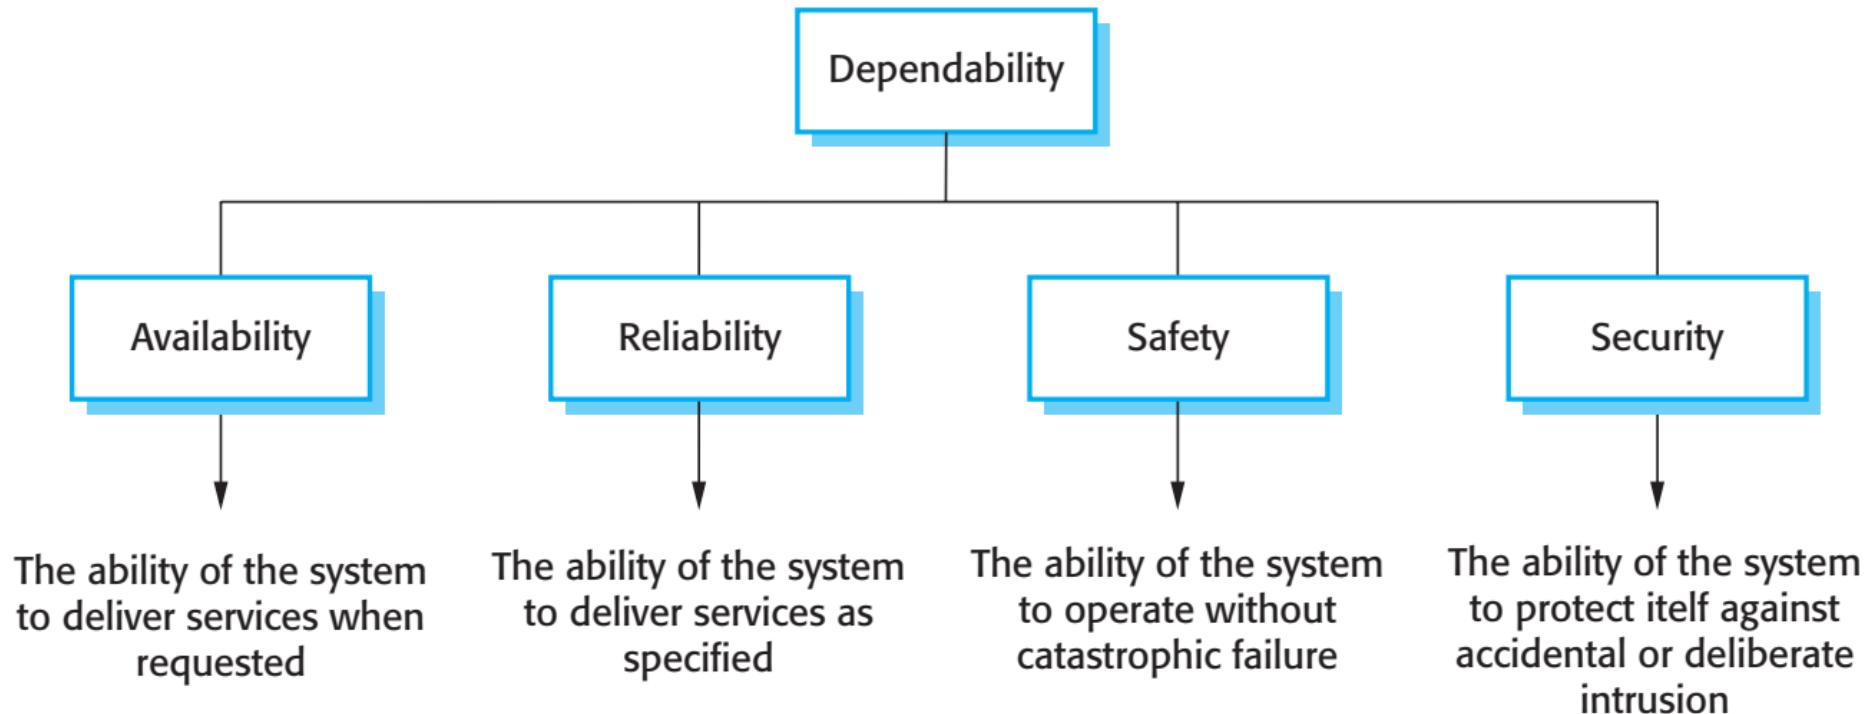 Dependability
Availability
Reliability
Safety
Security
The ability of the system
to deliver services when
requested
The ability of the system
to deliver services as
specified
The ability of the system
to operate without
catastrophic failure
The ability of the system
to protect itelf against
accidental or deliberate
intrusion